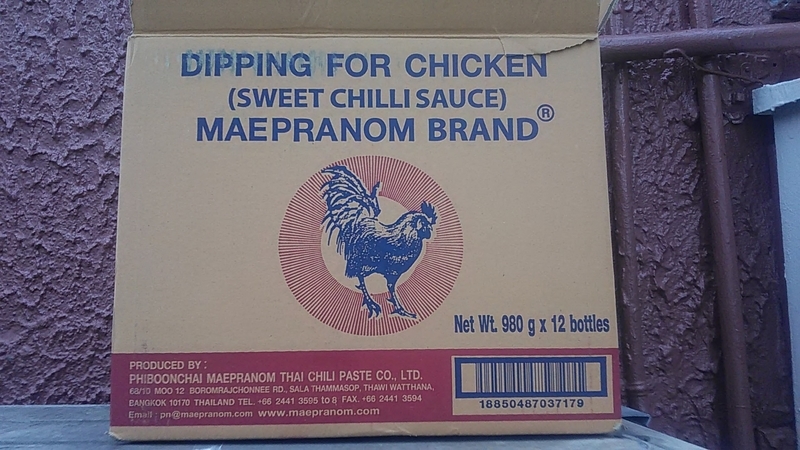 DIPPING FOR CHICKEN
(SWEET CHILLI SAUCE)
MAEPRANOM BRAND®
Net Wt. 980 g x 12 bottles
PRODUCED BY :
PHIBOONCHAI MAEPRANOM THAI CHILI PASTE CO., LTD.
68/10 MOO 12 BOROMRAJCHONNEE RD., SALA THAMMASOP, THAWI WATTHANA,
BANGKOK 10170 THAILAND TEL. +66 2441 3595 to 8 FAX. +66 2441 3594
Email : pn@maepranom.com www.maepranom.com
18850487037179